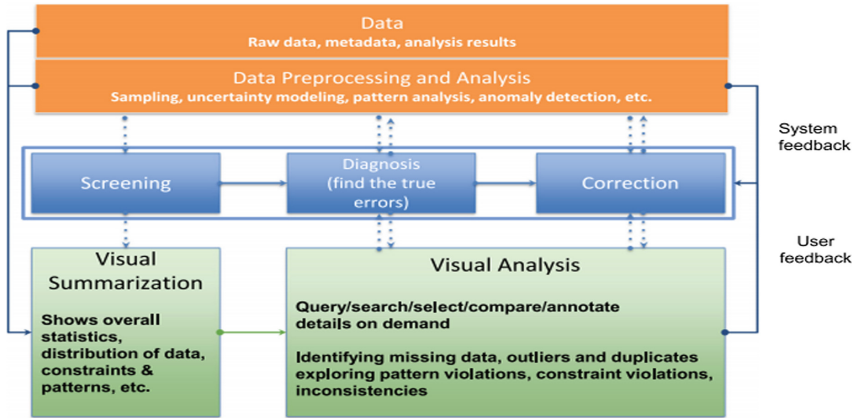 Data
Raw data, metadata, analysis results
Data Preprocessing and Analysis
Sampling, uncertainty modeling, pattern analysis, anomaly detection, etc.
System
feedback
Screening
Diagnosis
(find the true
errors)
Correction
User
feedback
Visual
Summarization
Shows overall
statistics,
distribution of data,
constraints &
patterns, etc.
Visual Analysis
Query/search/select/compare/annotate
details on demand
Identifying missing data, outliers and duplicates
exploring pattern violations, constraint violations,
inconsistencies